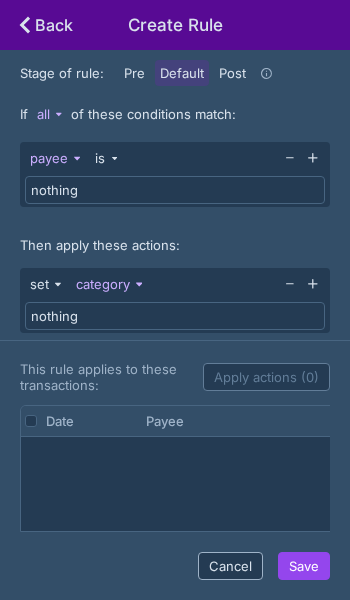 Back Create Rule
Stage of rule: Pre Default Post
If all of these conditions match:
payee is
nothing
Then apply these actions:
set category
nothing
This rule applies to these
transactions:
Apply actions (0)
Date Payee
Cancel Save